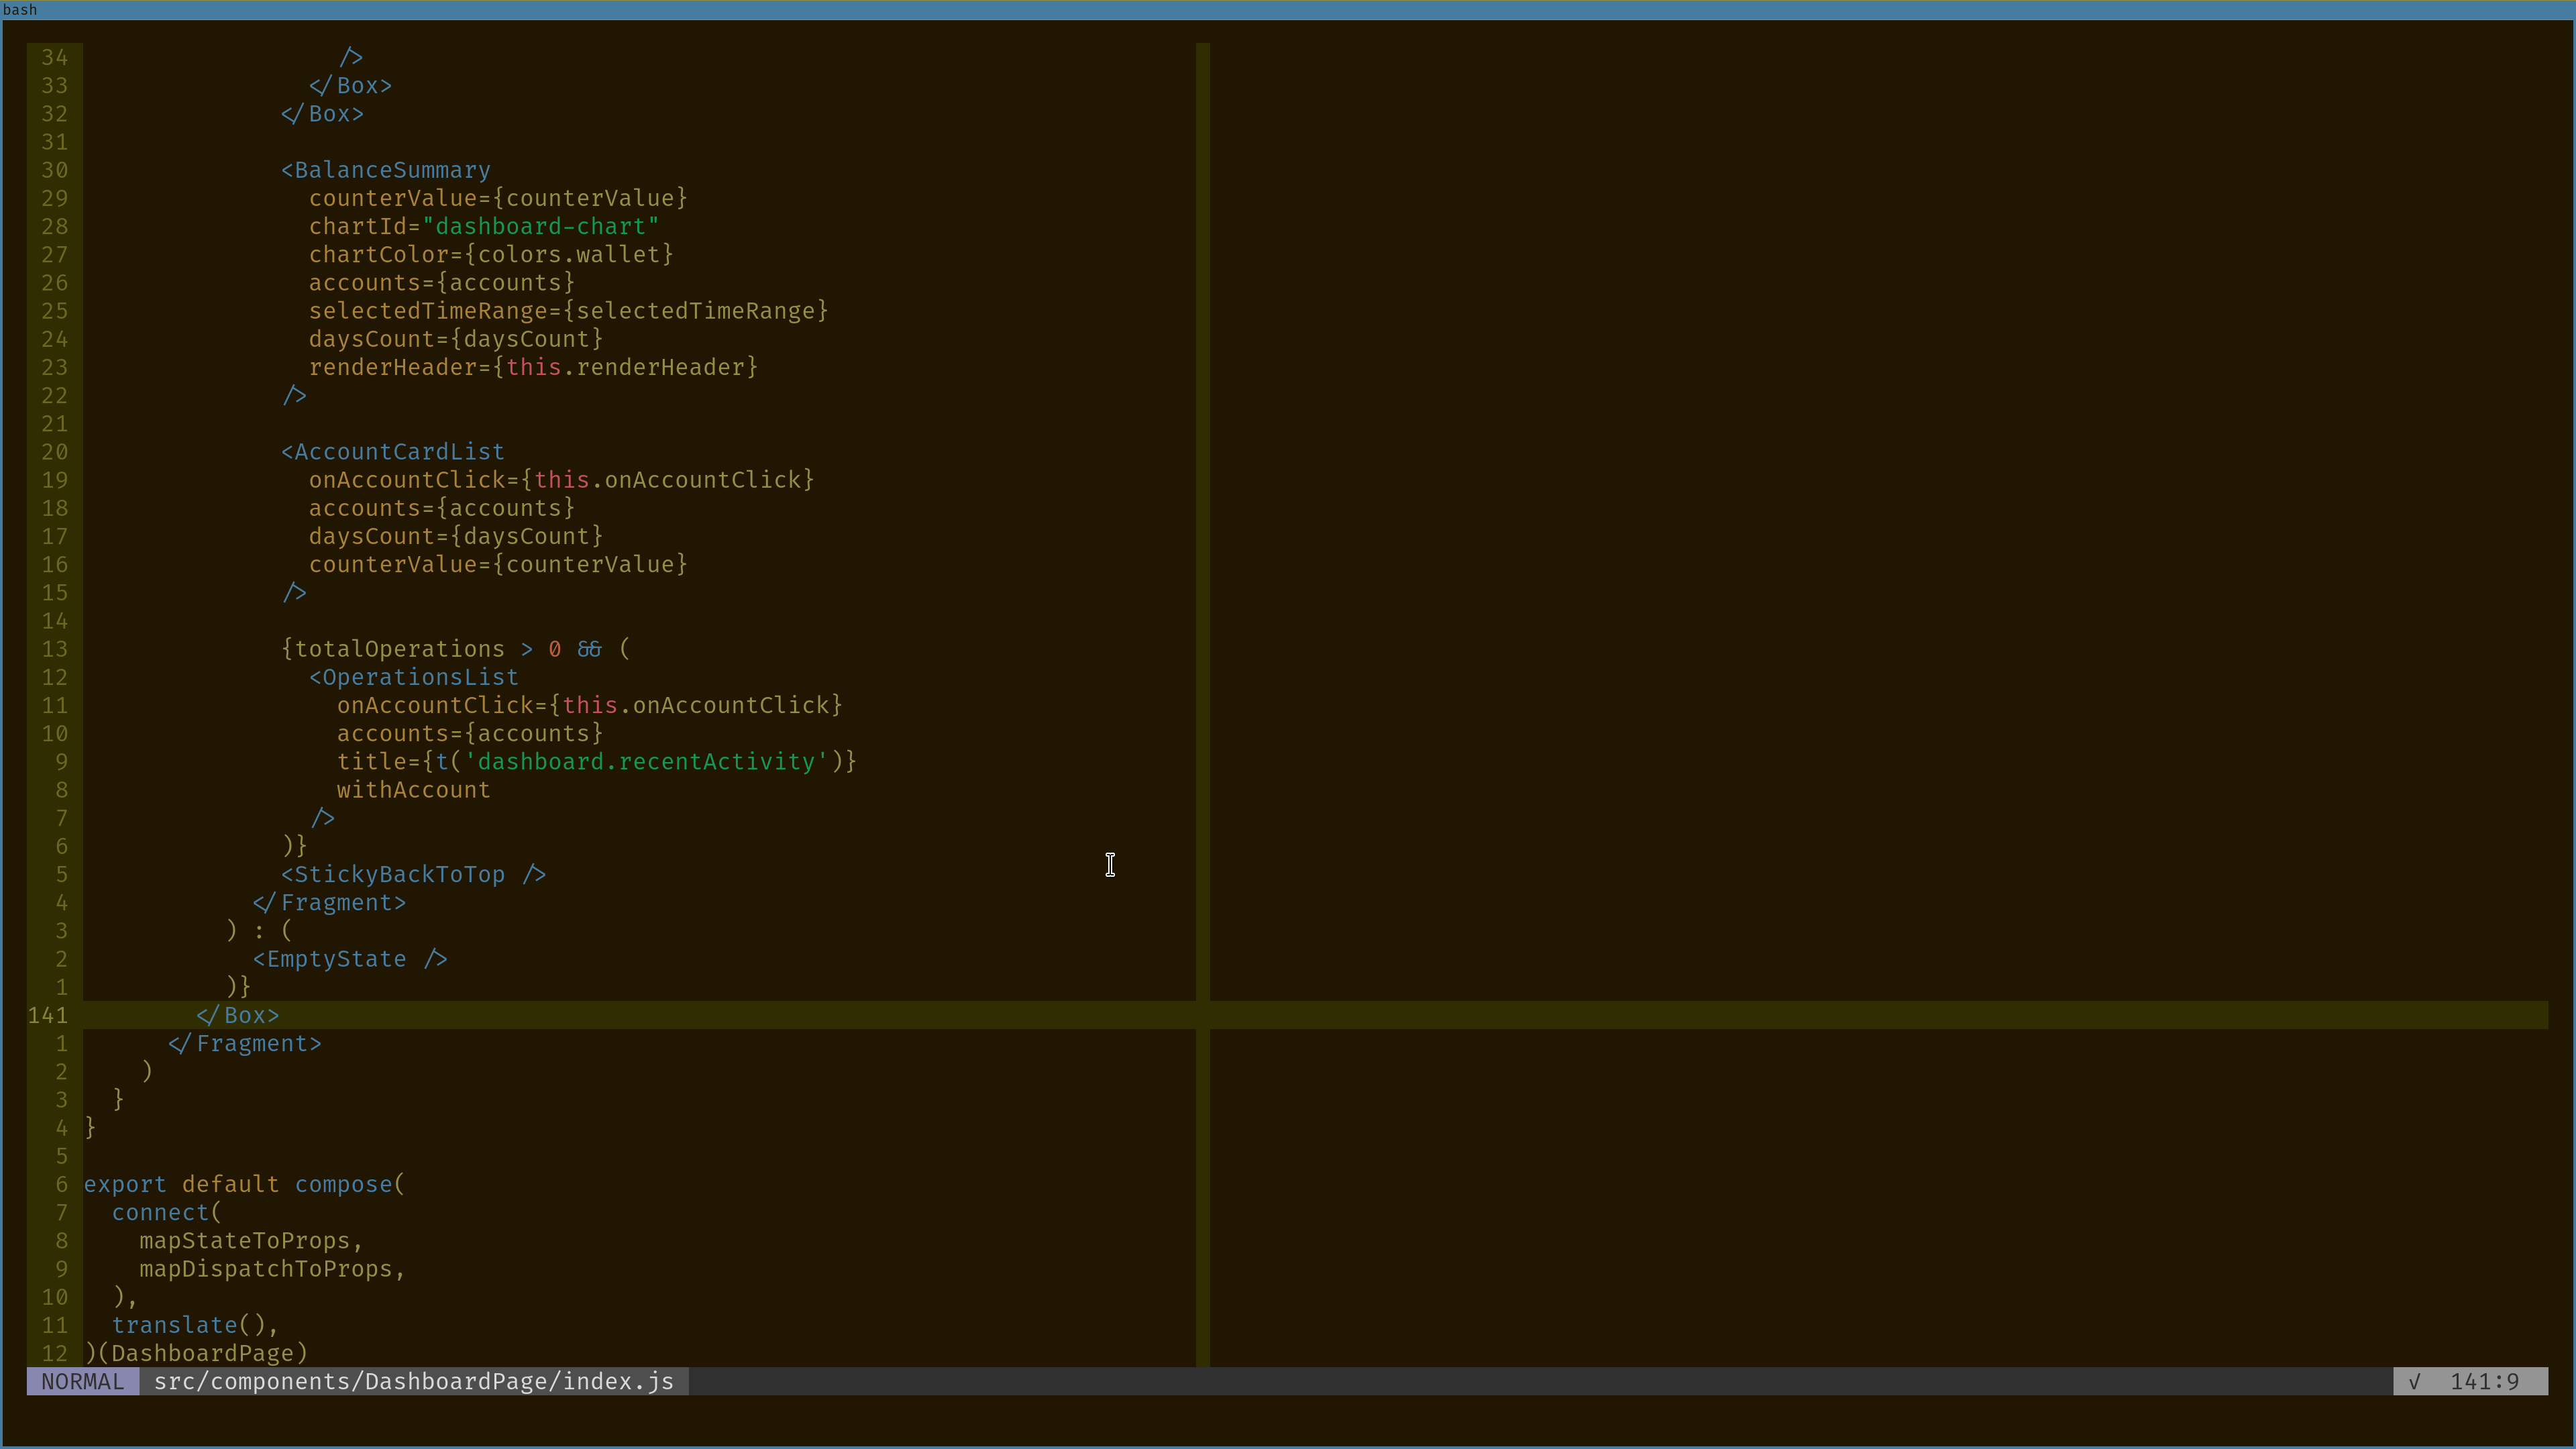 bash
34                   />
33                 </Box>
32               </Box>
31
30               <BalanceSummary
29                 counterValue={counterValue}
28                 chartId="dashboard-chart"
27                 chartColor={colors.wallet}
26                 accounts={accounts}
25                 selectedTimeRange={selectedTimeRange}
24                 daysCount={daysCount}
23                 renderHeader={this.renderHeader}
22               />
21
20               <AccountCardList
19                 onAccountClick={this.onAccountClick}
18                 accounts={accounts}
17                 daysCount={daysCount}
16                 counterValue={counterValue}
15               />
14
13               {totalOperations > 0 && (
12                 <OperationsList
11                   onAccountClick={this.onAccountClick}
10                   accounts={accounts}
9                   title={t('dashboard.recentActivity')}
8                   withAccount
7                 />
6               )}
5               <StickyBackToTop />
4             </Fragment>
3           ) : (
2             <EmptyState />
1           )}
141         </Box>
1       </Fragment>
2     )
3   }
4 }
5
6 export default compose(
7   connect(
8     mapStateToProps,
9     mapDispatchToProps,
10   ),
11   translate(),
12 )(DashboardPage)
NORMAL src/components/DashboardPage/index.js √ 141:9